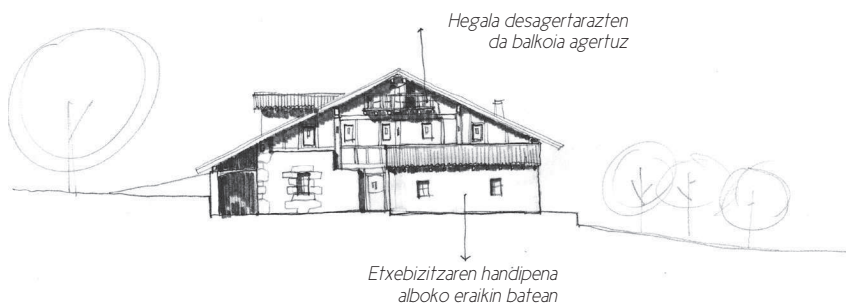 Hegala desagertarazten
da balkoia agertuz
Etxebizitzaren handipena
alboko eraikin batean